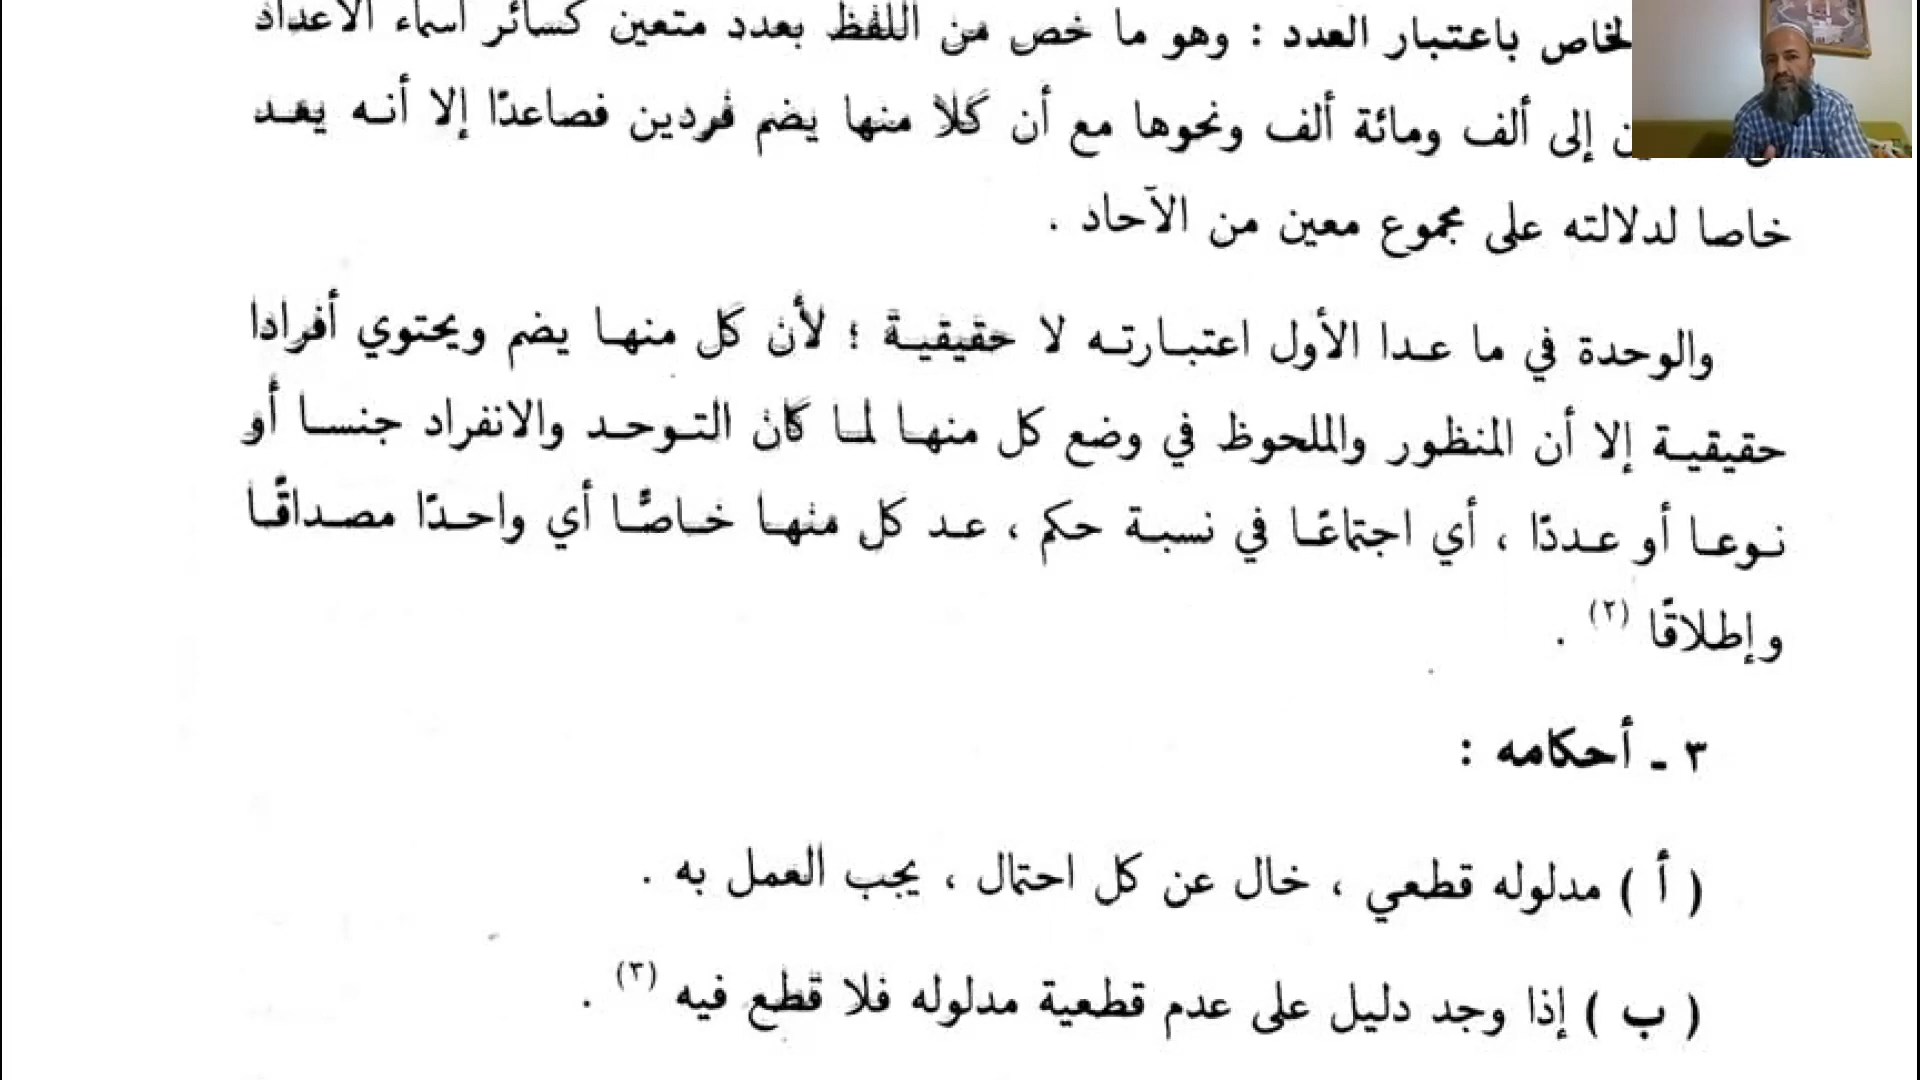 الخاص باعتبار العدد : وهو ما خص من اللفظ بعدد متعين كسائر أسماء الأعداد
إلى ألف ومائة ألف ونحوها مع أن كلا منها يضم فردين فصاعدًا إلا أنه يعد
خاصا لدلالته على مجموع معين من الآحاد .
والوحدة في ما عدا الأول اعتبارته لا حقيقية ؛ لأن كل منها يضم ويحتوي أفرادا
حقيقية إلا أن المنظور والملحوظ في وضع كل منها لما كان التوحد والانفراد جنسا أو
نوعا أو عددًا ، أي اجتماعًا في نسبة حكم ، عد كل منها خاصًّا أي واحدًا مصداقًا
وإطلاقًا (٢) .
٣ - أحكامه :
( أ ) مدلوله قطعي ، خال عن كل احتمال ، يجب العمل به .
( ب ) إذا وجد دليل على عدم قطعية مدلوله فلا قطع فيه (٣) .